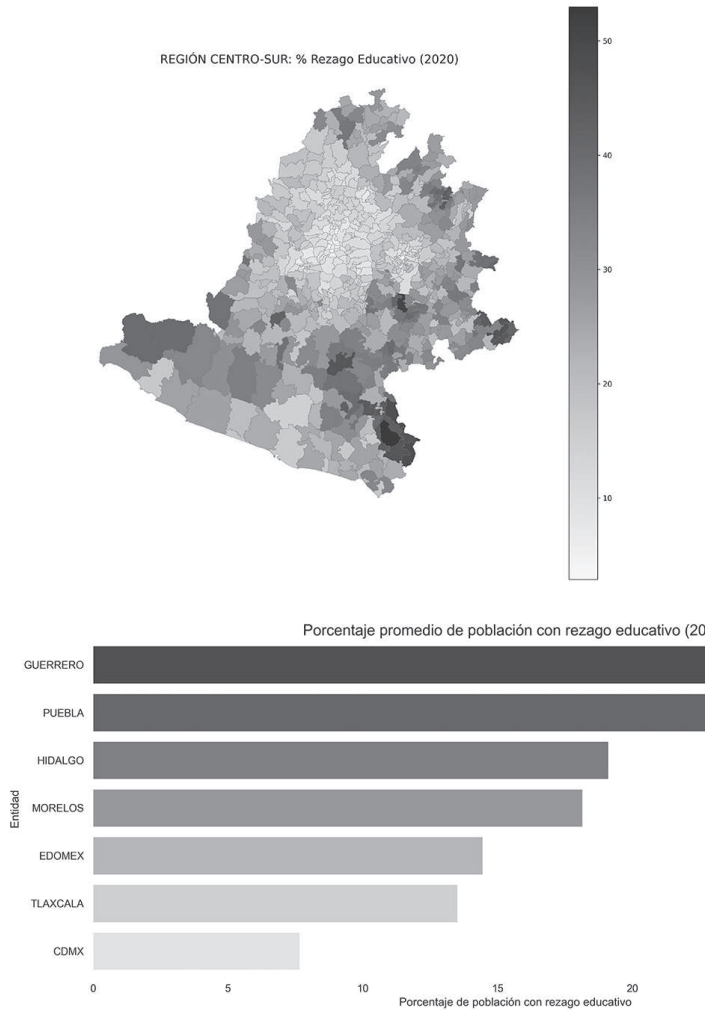 REGIÓN CENTRO-SUR: % Rezago Educativo (2020)
50
40
30
20
10
Porcentaje promedio de población con rezago educativo (20
GUERRERO
PUEBLA
HIDALGO
MORELOS
EDOMEX
TLAXCALA
CDMX
Entidad
0 5 10 15 20
Porcentaje de población con rezago educativo